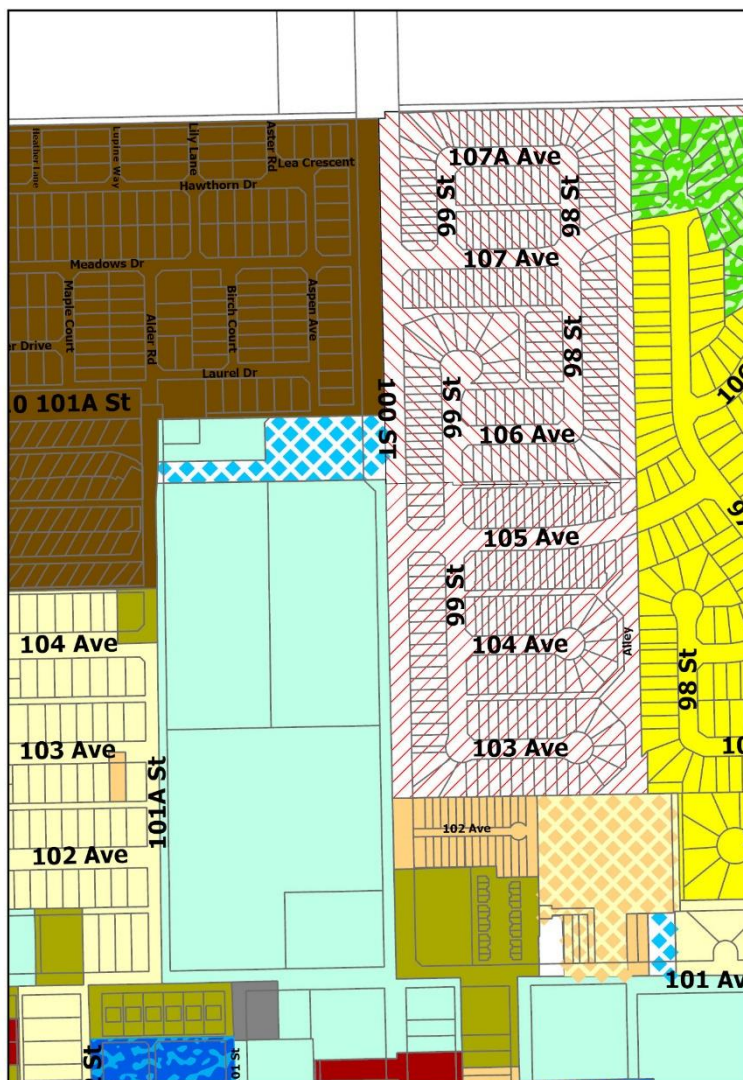 Heather Lane
Lupine Way
Lily Lane
Aster Rd
Lea Crescent
Hawthorn Dr
Meadows Dr
Maple Court
Alder Rd
Birch Court
Aspen Ave
er Drive
Laurel Dr
10 101A St
100 ST
107A Ave
99 St
98 St
107 Ave
98 St
99 St
106 Ave
105 Ave
99 St
104 Ave
Alley
98 St
103 Ave
104 Ave
103 Ave
101A St
102 Ave
102 Ave
101 Av